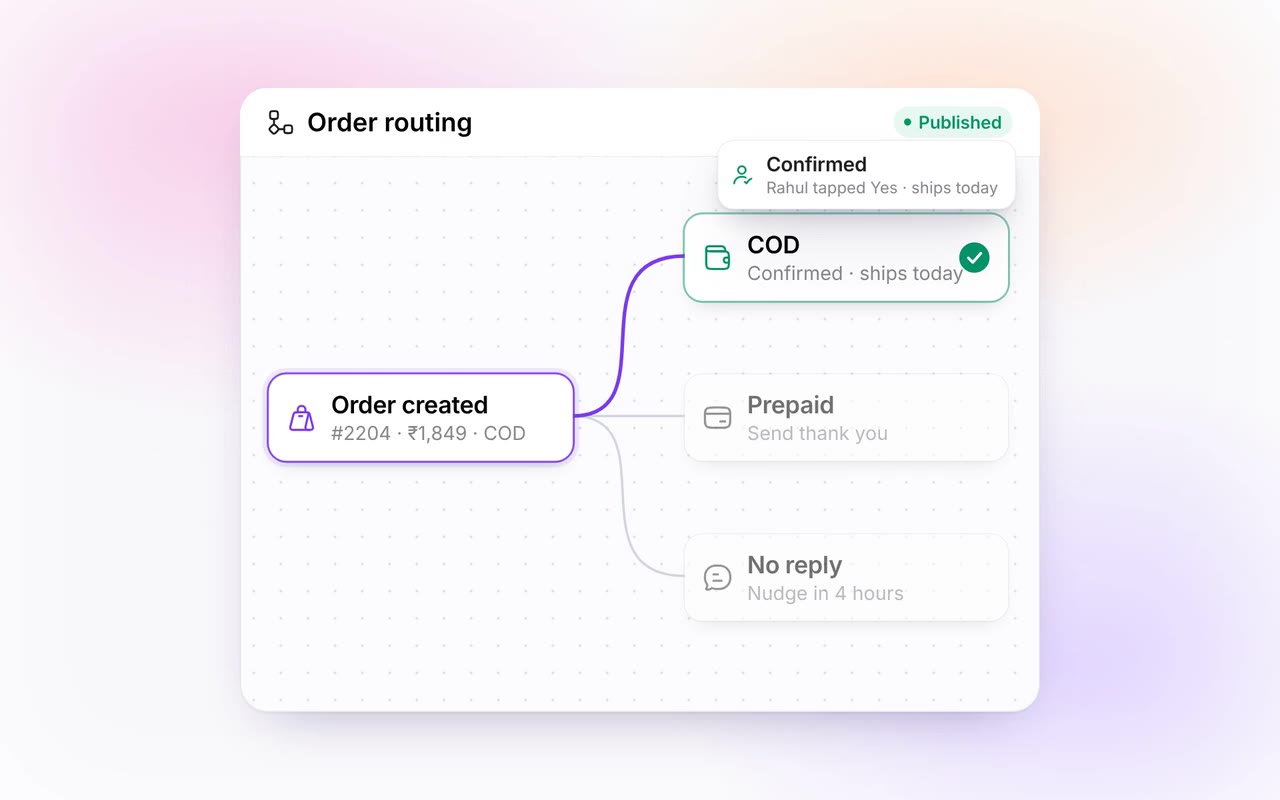 Order routing
Published
Confirmed
Rahul tapped Yes · ships today
COD
Confirmed · ships today
Order created
#2204 · ₹1,849 · COD
Prepaid
Send thank you
No reply
Nudge in 4 hours